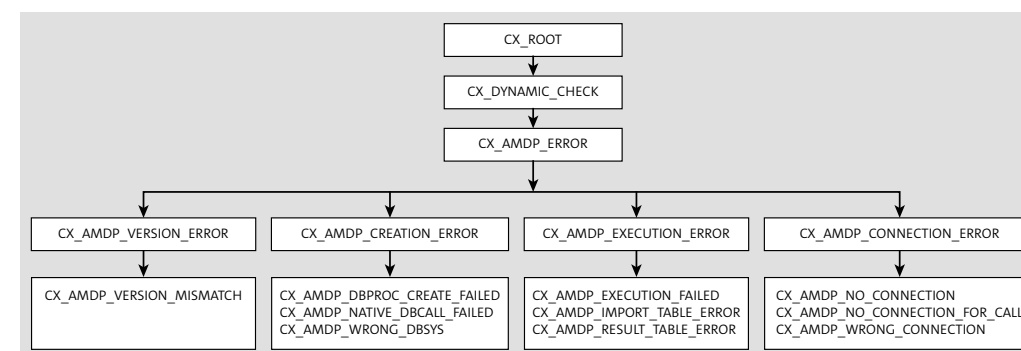 CX_ROOT
CX_DYNAMIC_CHECK
CX_AMDP_ERROR
CX_AMDP_VERSION_ERROR
CX_AMDP_CREATION_ERROR
CX_AMDP_EXECUTION_ERROR
CX_AMDP_CONNECTION_ERROR
CX_AMDP_VERSION_MISMATCH
CX_AMDP_DBPROC_CREATE_FAILED
CX_AMDP_NATIVE_DBCALL_FAILED
CX_AMDP_WRONG_DBSYS
CX_AMDP_EXECUTION_FAILED
CX_AMDP_IMPORT_TABLE_ERROR
CX_AMDP_RESULT_TABLE_ERROR
CX_AMDP_NO_CONNECTION
CX_AMDP_NO_CONNECTION_FOR_CALL
CX_AMDP_WRONG_CONNECTION